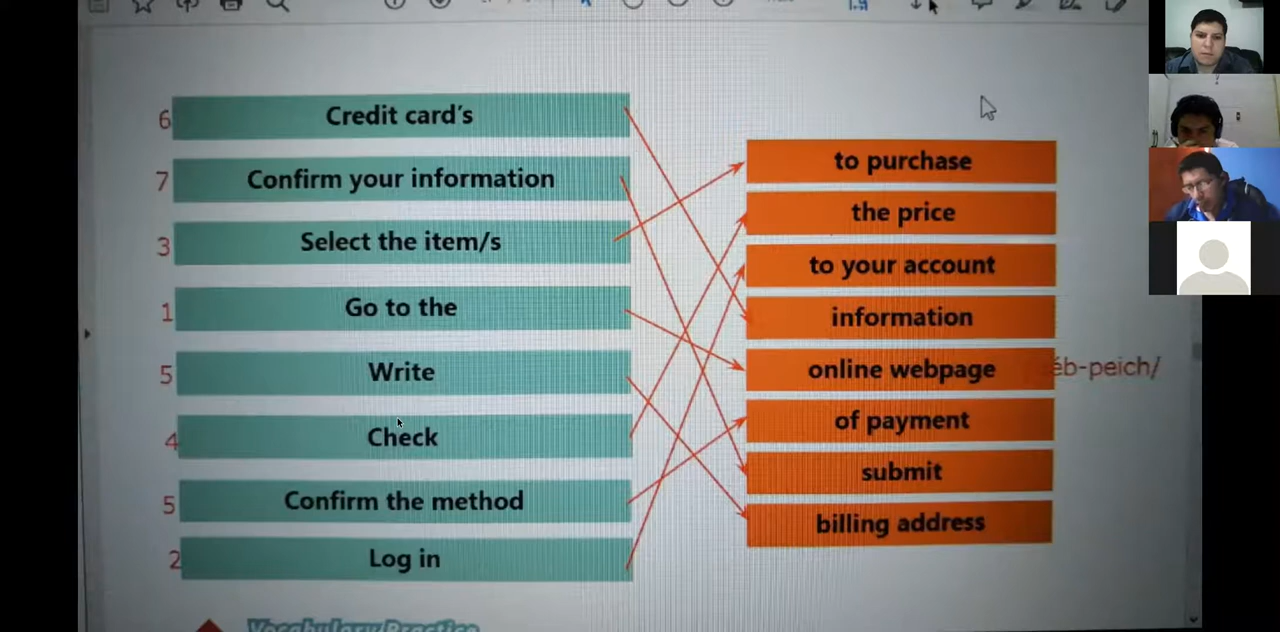 6 Credit card's
7 Confirm your information
3 Select the item/s
1 Go to the
5 Write
4 Check
5 Confirm the method
2 Log in
to purchase
the price
to your account
information
online webpage éb-peich/
of payment
submit
billing address
Vocabulary Practice